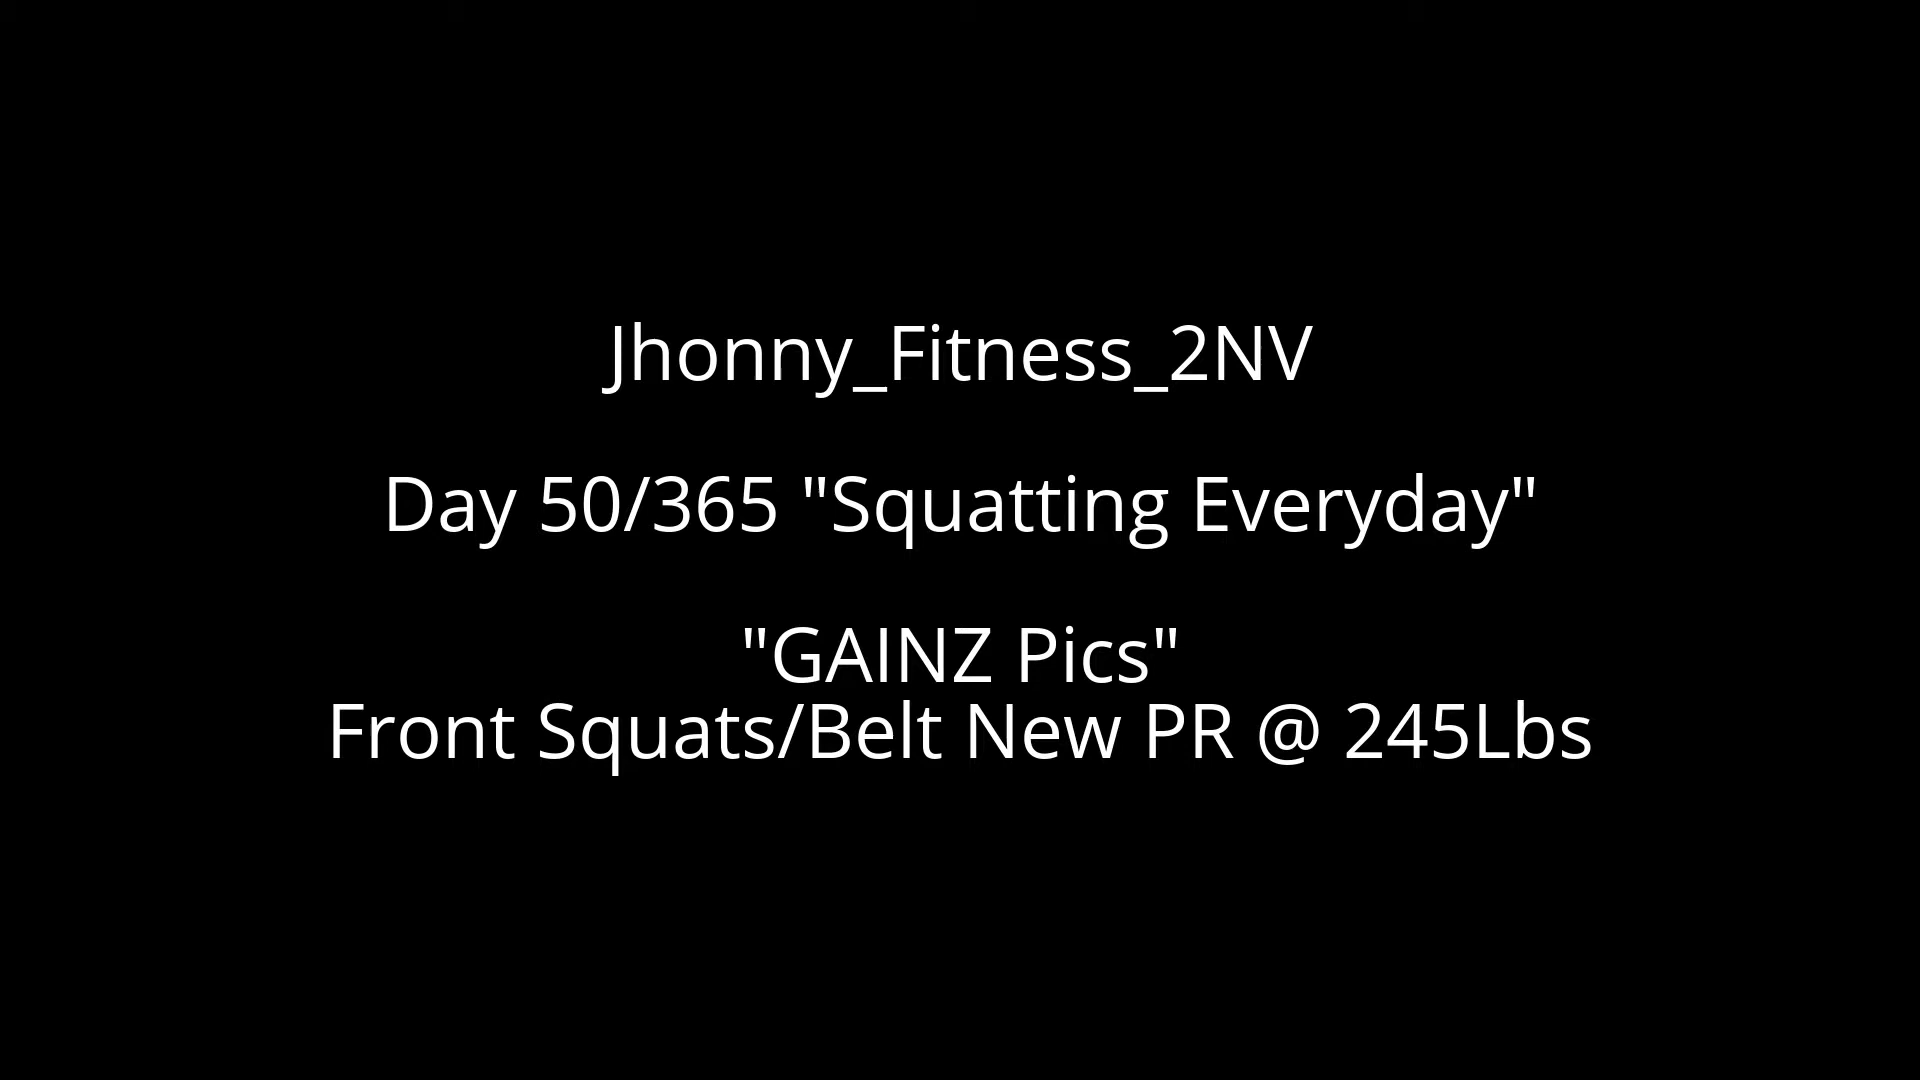 Jhonny_Fitness_2NV
Day 50/365 "Squatting Everyday"
"GAINZ Pics"
Front Squats/Belt New PR @ 245Lbs